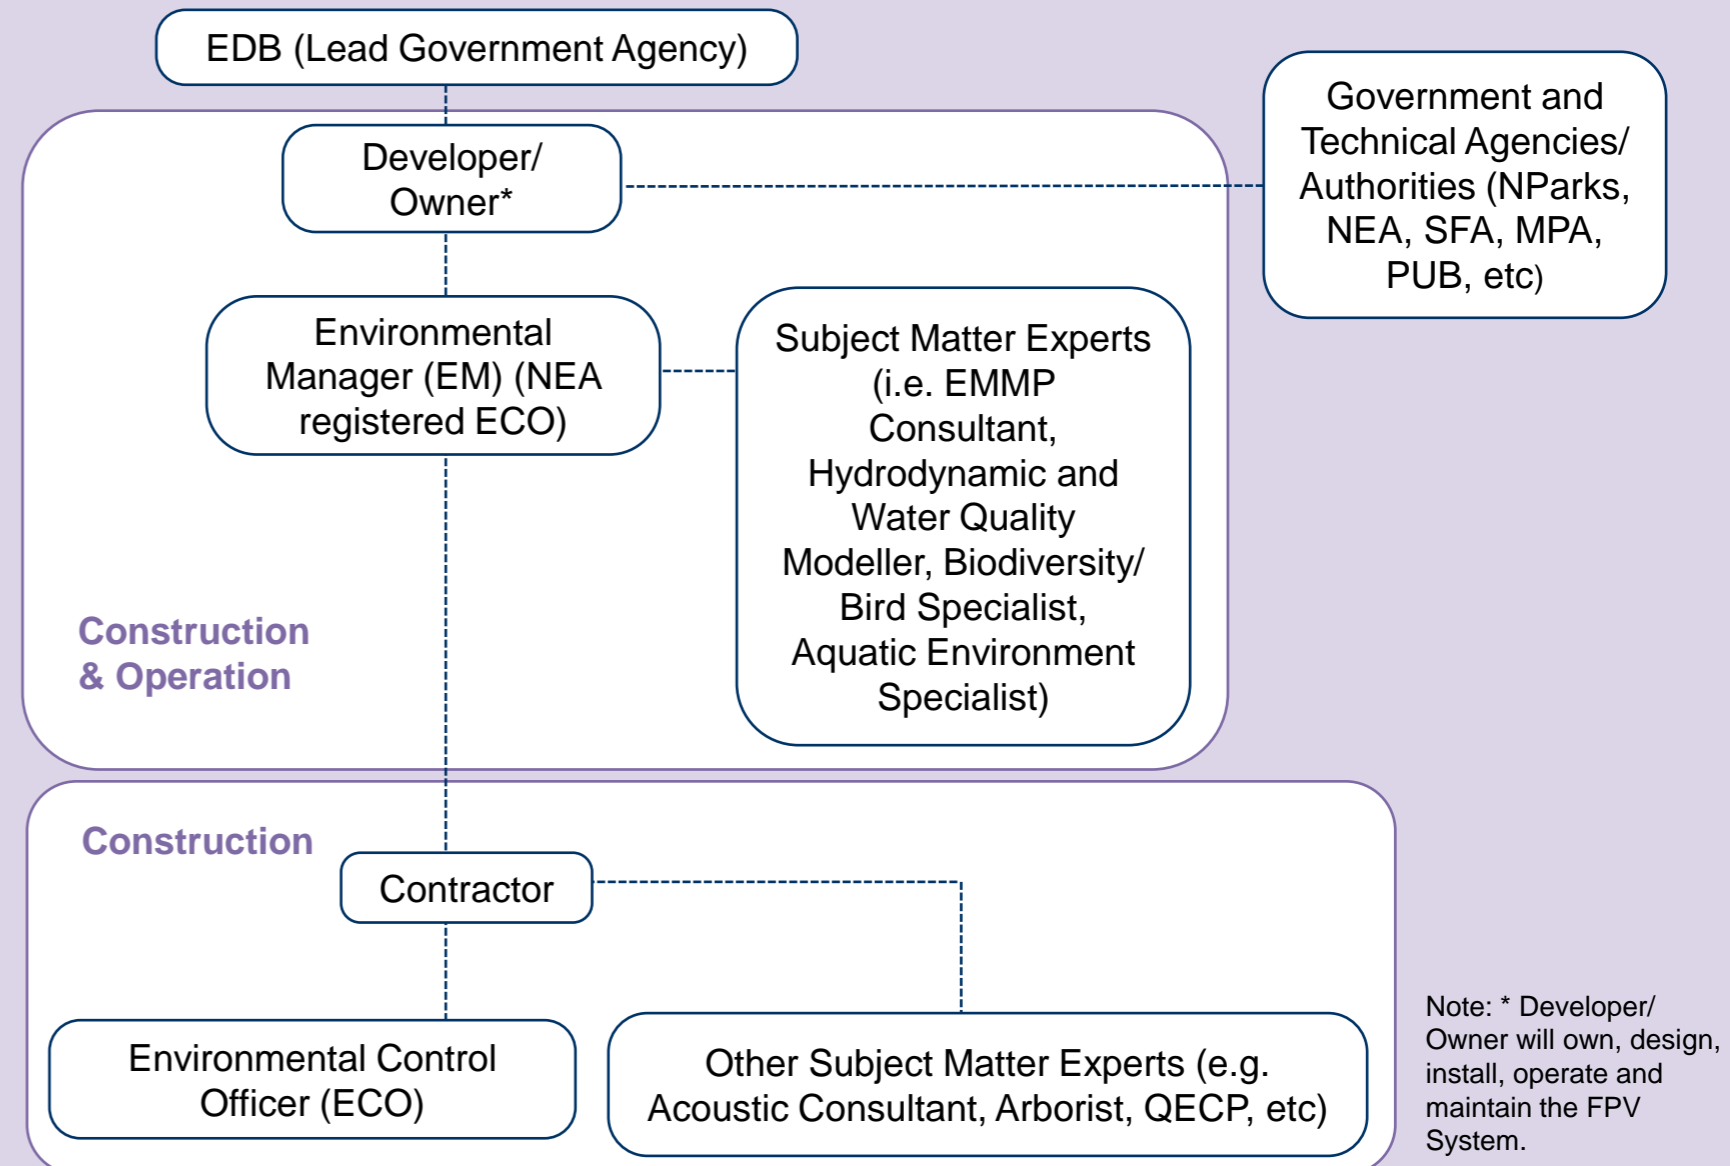 EDB (Lead Government Agency)
Government and
Technical Agencies/
Authorities (NParks,
NEA, SFA, MPA,
PUB, etc)
Developer/
Owner*
Environmental
Manager (EM) (NEA
registered ECO)
Subject Matter Experts
(i.e. EMMP
Consultant,
Hydrodynamic and
Water Quality
Modeller, Biodiversity/
Bird Specialist,
Aquatic Environment
Specialist)
Construction
& Operation
Construction
Contractor
Environmental Control
Officer (ECO)
Other Subject Matter Experts (e.g.
Acoustic Consultant, Arborist, QECP, etc)
Note: * Developer/
Owner will own, design,
install, operate and
maintain the FPV
System.